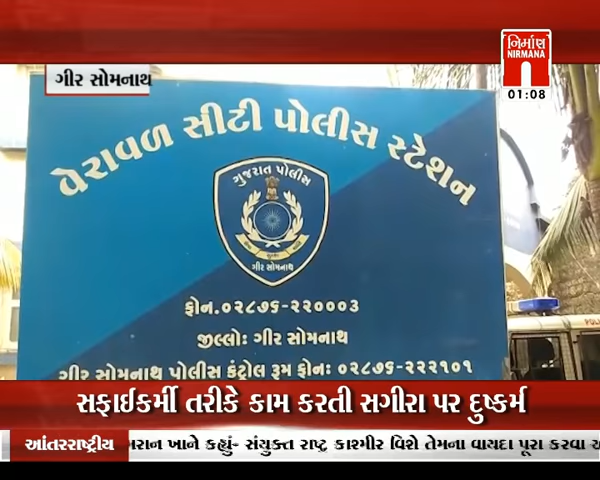 નિર્માણ
NIRMANA
01:08
ગીર સોમનાથ
વેરાવળ સીટી પોલીસ સ્ટેશન
ગુજરાત પોલીસ
ગીર સોમનાથ
ફોન.૦૨૮૭૬-૨૨૦૦૦૩
જીલ્લોઃ ગીર સોમનાથ
ગીર સોમનાથ પોલીસ કંટ્રોલ રૂમ ફોનઃ ૦૨૮૭૬-૨૨૨૧૦૧
સફાઈકર્મી તરીકે કામ કરતી સગીરા પર દુષ્કર્મ
આંતરરાષ્ટ્રીય
મરાન ખાને કહ્યું- સંયુક્ત રાષ્ટ્ર કાશ્મીર વિશે તેમના વાયદા પૂરા કરવા